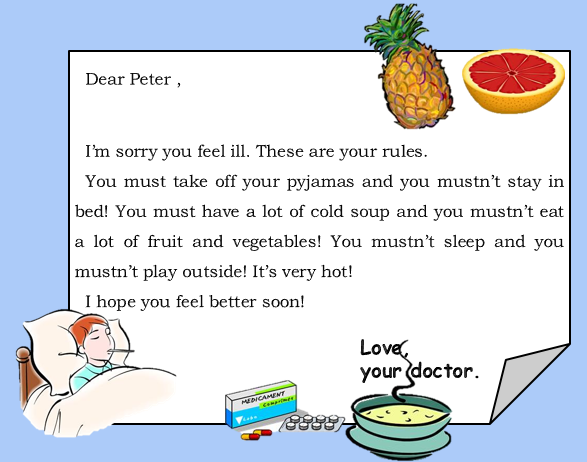 Dear Peter ,
I'm sorry you feel ill. These are your rules.
You must take off your pyjamas and you mustn't stay in
bed! You must have a lot of cold soup and you mustn't eat
a lot of fruit and vegetables! You mustn't sleep and you
mustn't play outside! It's very hot!
I hope you feel better soon!
Love,
your doctor.
MEDICAMENT